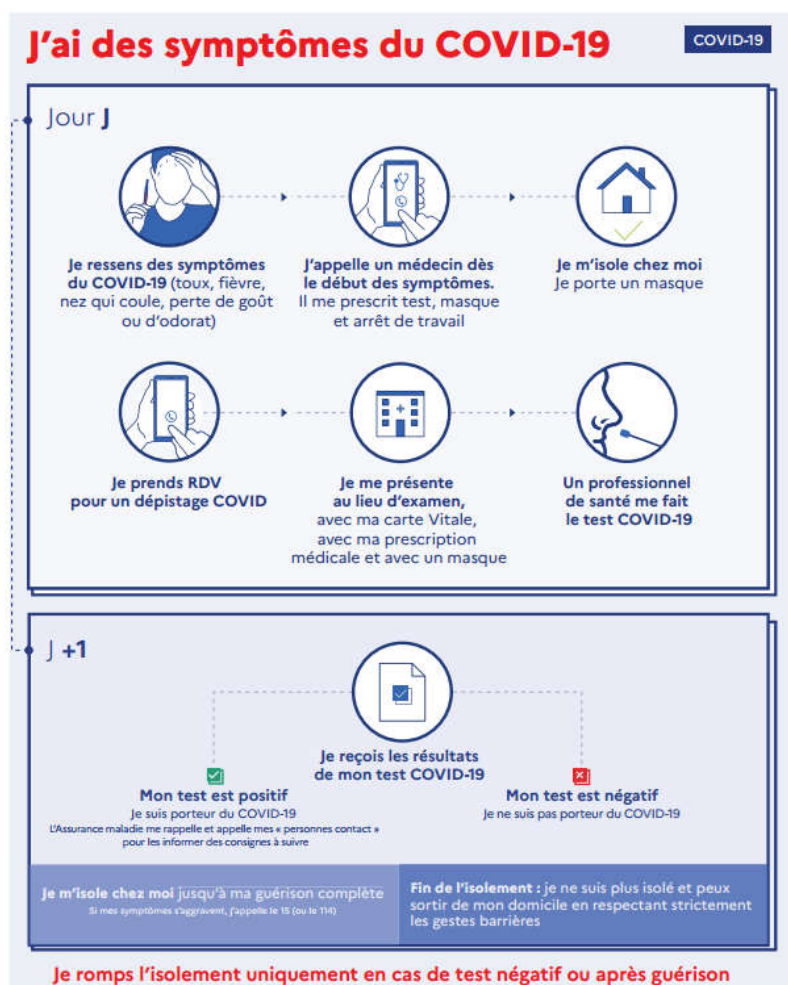 J'ai des symptômes du COVID-19
COVID-19
Jour J
Je ressens des symptômes
du COVID-19 (toux, fièvre,
nez qui coule, perte de goût
ou d'odorat)
J'appelle un médecin dès
le début des symptômes.
Il me prescrit test, masque
et arrêt de travail
Je m'isole chez moi
Je porte un masque
Je prends RDV
pour un dépistage COVID
Je me présente
au lieu d'examen,
avec ma carte Vitale,
avec ma prescription
médicale et avec un masque
Un professionnel
de santé me fait
le test COVID-19
J +1
Je reçois les résultats
de mon test COVID-19
Mon test est positif
Je suis porteur du COVID-19
L'Assurance maladie me rappelle et appelle mes « personnes contact »
pour les informer des consignes à suivre
Mon test est négatif
Je ne suis pas porteur du COVID-19
Je m'isole chez moi jusqu'à ma guérison complète
Si mes symptômes s'aggravent, j'appelle le 15 (ou le 114)
Fin de l'isolement : je ne suis plus isolé et peux
sortir de mon domicile en respectant strictement
les gestes barrières
Je romps l'isolement uniquement en cas de test négatif ou après guérison